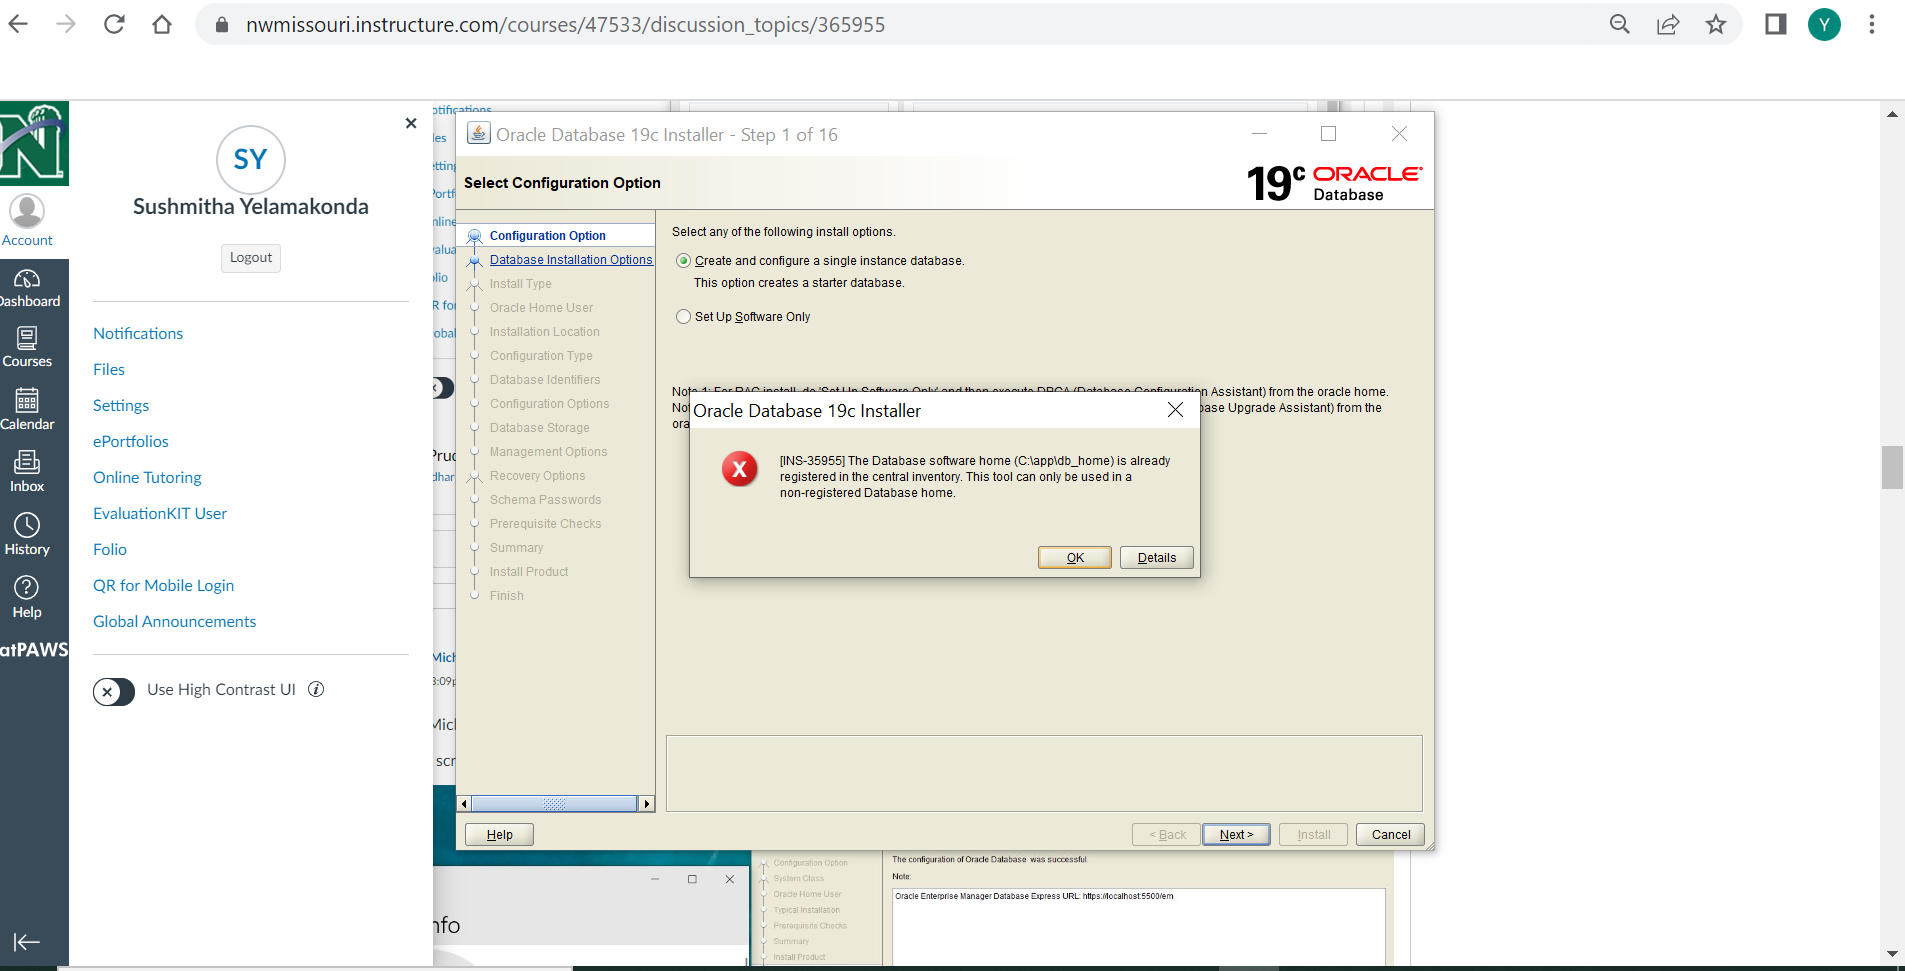 nwmissouri.instructure.com/courses/47533/discussion_topics/365955
Y
N
Account
Dashboard
Courses
Calendar
Inbox
History
Help
atPAWS
SY
Sushmitha Yelamakonda
Logout
Notifications
Files
Settings
ePortfolios
Online Tutoring
EvaluationKIT User
Folio
QR for Mobile Login
Global Announcements
Use High Contrast UI
Oracle Database 19c Installer - Step 1 of 16
Select Configuration Option
19c ORACLE
Database
Configuration Option
Database Installation Options
Install Type
Oracle Home User
Installation Location
Configuration Type
Database Identifiers
Configuration Options
Database Storage
Management Options
Recovery Options
Schema Passwords
Prerequisite Checks
Summary
Install Product
Finish
Select any of the following install options.
Create and configure a single instance database.
This option creates a starter database.
Set Up Software Only
Note 1: For RAC install, do 'Set Up Software Only' and then execute DBCA (Database Configuration Assistant) from the oracle home.
base Upgrade Assistant) from the
Oracle Database 19c Installer
[INS-35955] The Database software home (C:\app\db_home) is already
registered in the central inventory. This tool can only be used in a
non-registered Database home.
OK
Details
Help
< Back
Next >
Install
Cancel
nfo
Configuration Option
System Class
Oracle Home User
Typical Installation
Prerequisite Checks
Summary
Install Product
The configuration of Oracle Database was successful.
Note:
Oracle Enterprise Manager Database Express URL: https://localhost:5500/em